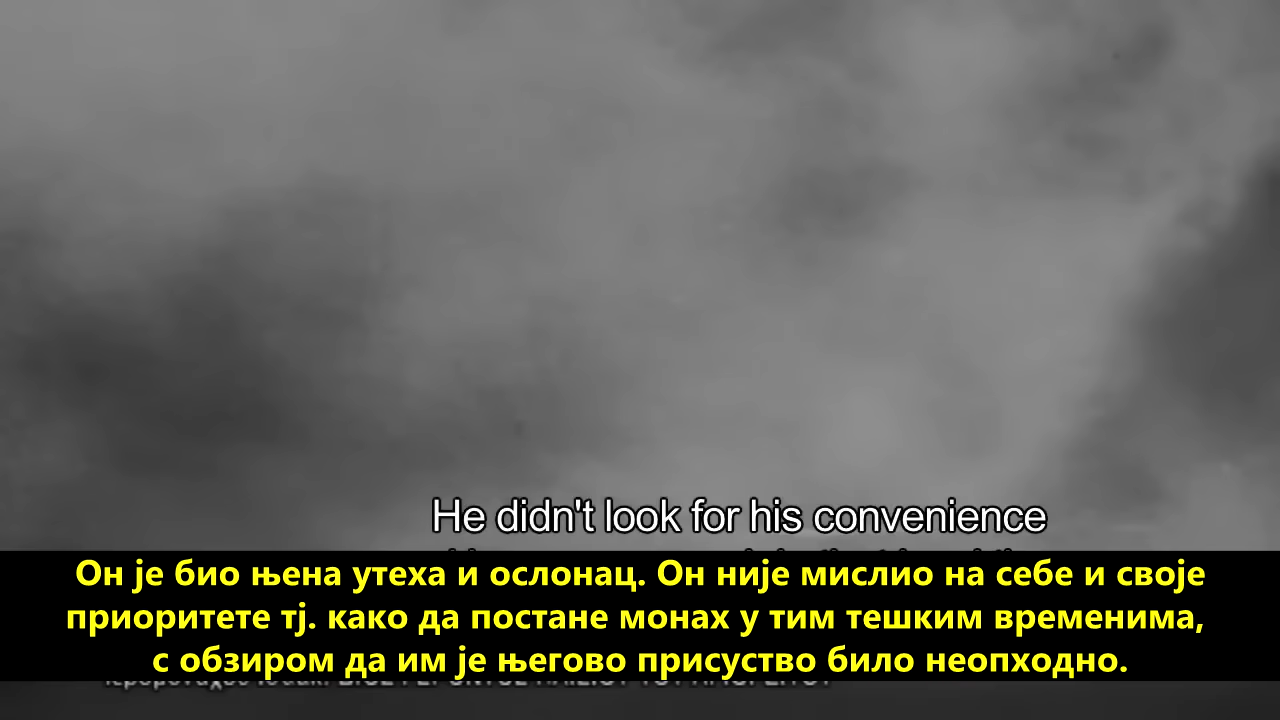 He didn't look for his convenience
Он је био њена утеха и ослонац. Он није мислио на себе и своје
приоритете тј. како да постане монах у тим тешким временима,
с обзиром да им је његово присуство било неопходно.